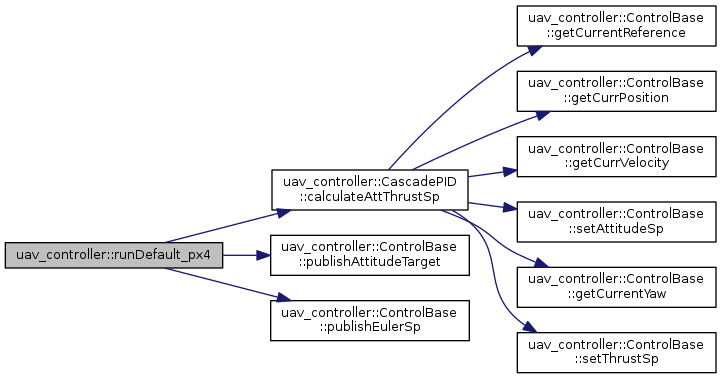 uav_controller::runDefault_px4
uav_controller::CascadePID
::calculateAttThrustSp
uav_controller::ControlBase
::publishAttitudeTarget
uav_controller::ControlBase
::publishEulerSp
uav_controller::ControlBase
::getCurrentReference
uav_controller::ControlBase
::getCurrPosition
uav_controller::ControlBase
::getCurrVelocity
uav_controller::ControlBase
::setAttitudeSp
uav_controller::ControlBase
::getCurrentYaw
uav_controller::ControlBase
::setThrustSp